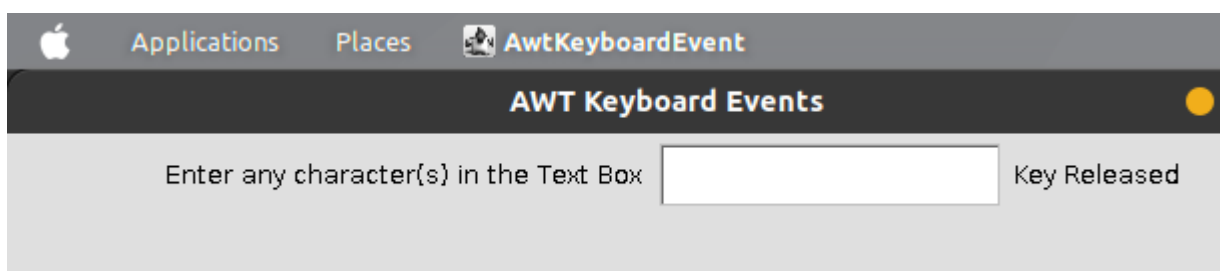 Applications Places AwtKeyboardEvent
AWT Keyboard Events
Enter any character(s) in the Text Box Key Released